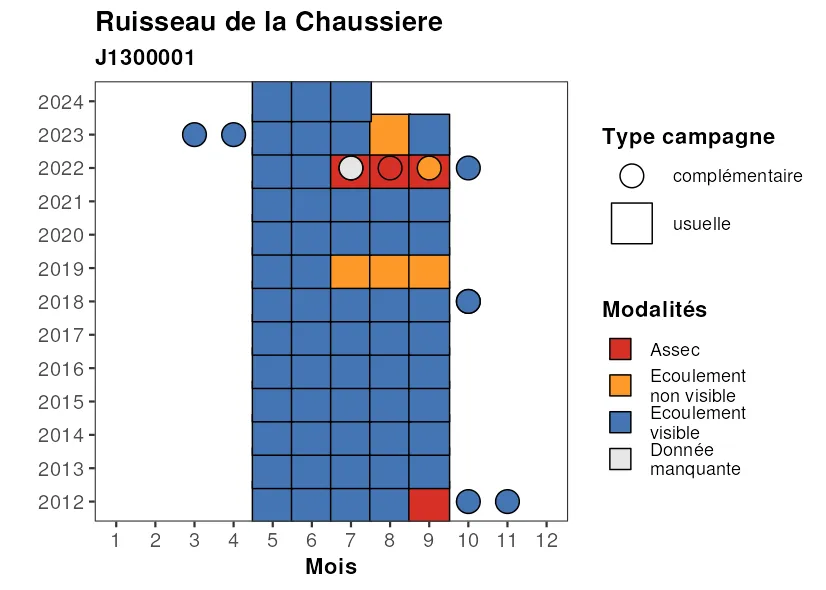 Ruisseau de la Chaussiere
J1300001
2024
2023
2022
2021
2020
2019
2018
2017
2016
2015
2014
2013
2012
1 2 3 4 5 6 7 8 9 10 11 12
Mois
Type campagne
complémentaire
usuelle
Modalités
Assec
Ecoulement
non visible
Ecoulement
visible
Donnée
manquante